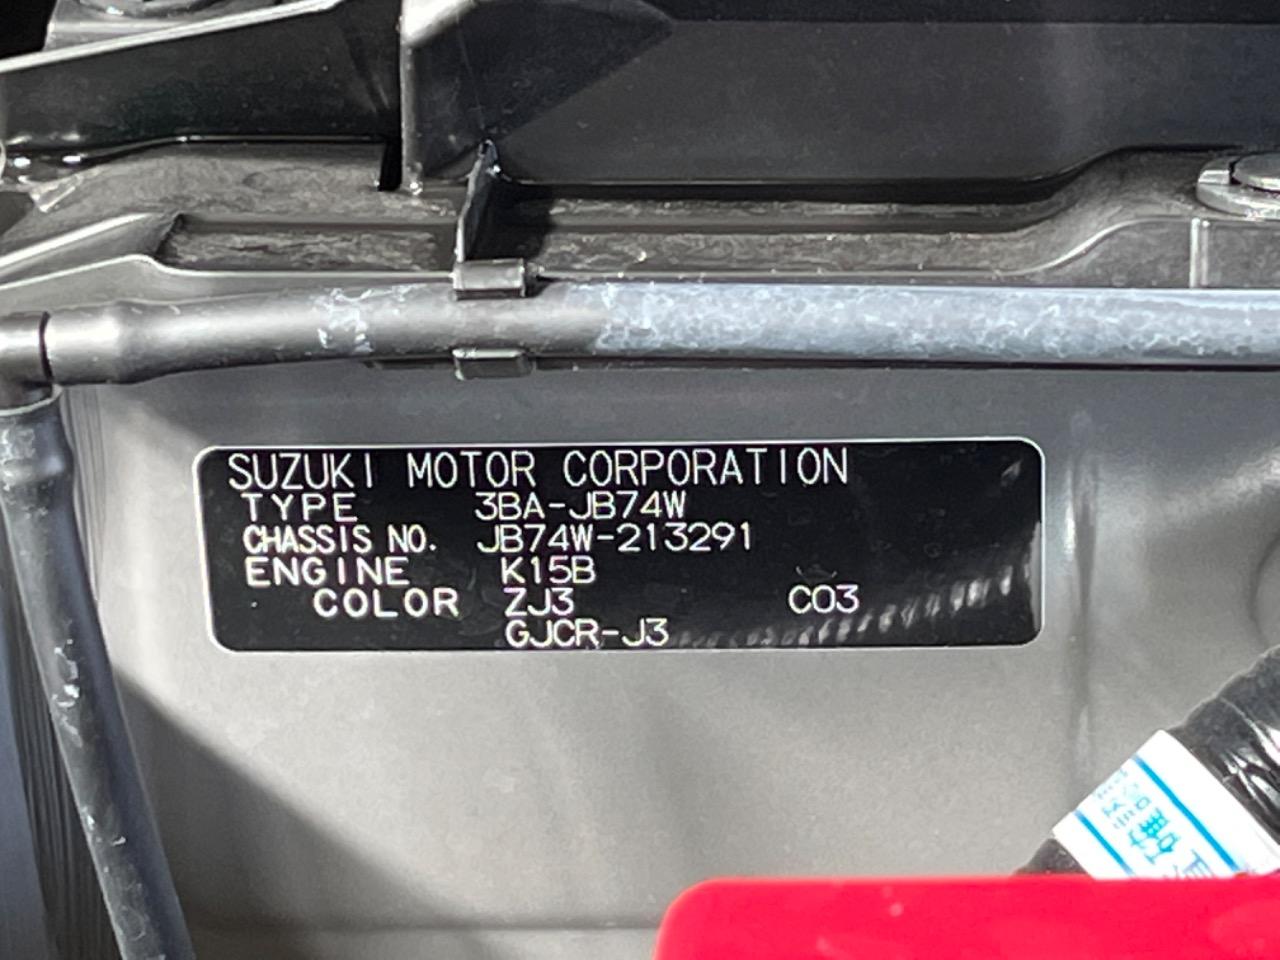 SUZUKI MOTOR CORPORATION
TYPE 3BA-JB74W
CHASSIS NO. JB74W-213291
ENGINE K15B
COLOR ZJ3 C03
GJCR-J3